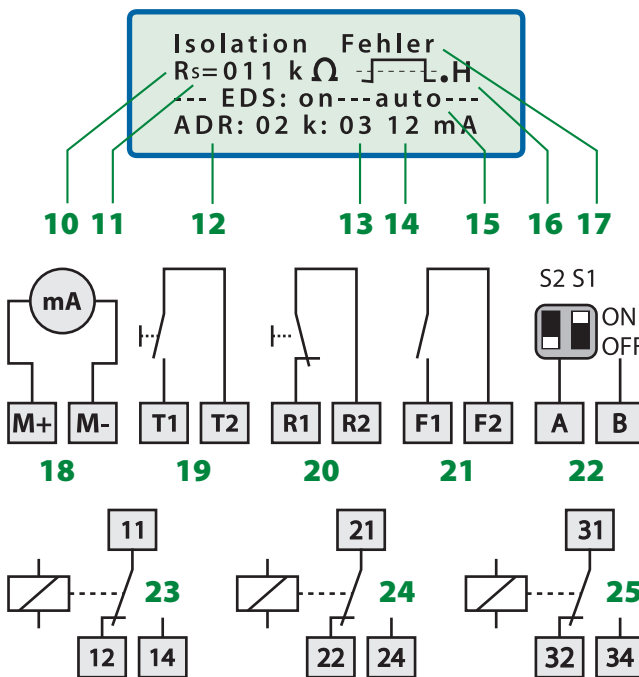 Isolation Fehler
Rs=011 k Ω .H
--- EDS: on---auto---
ADR: 02 k: 03 12 mA
10 11 12 13 14 15 16 17
mA
S2 S1
ON
OFF
M+ M- T1 T2 R1 R2 F1 F2 A B
18 19 20 21 22
11 21 31
23 24 25
12 14 22 24 32 34